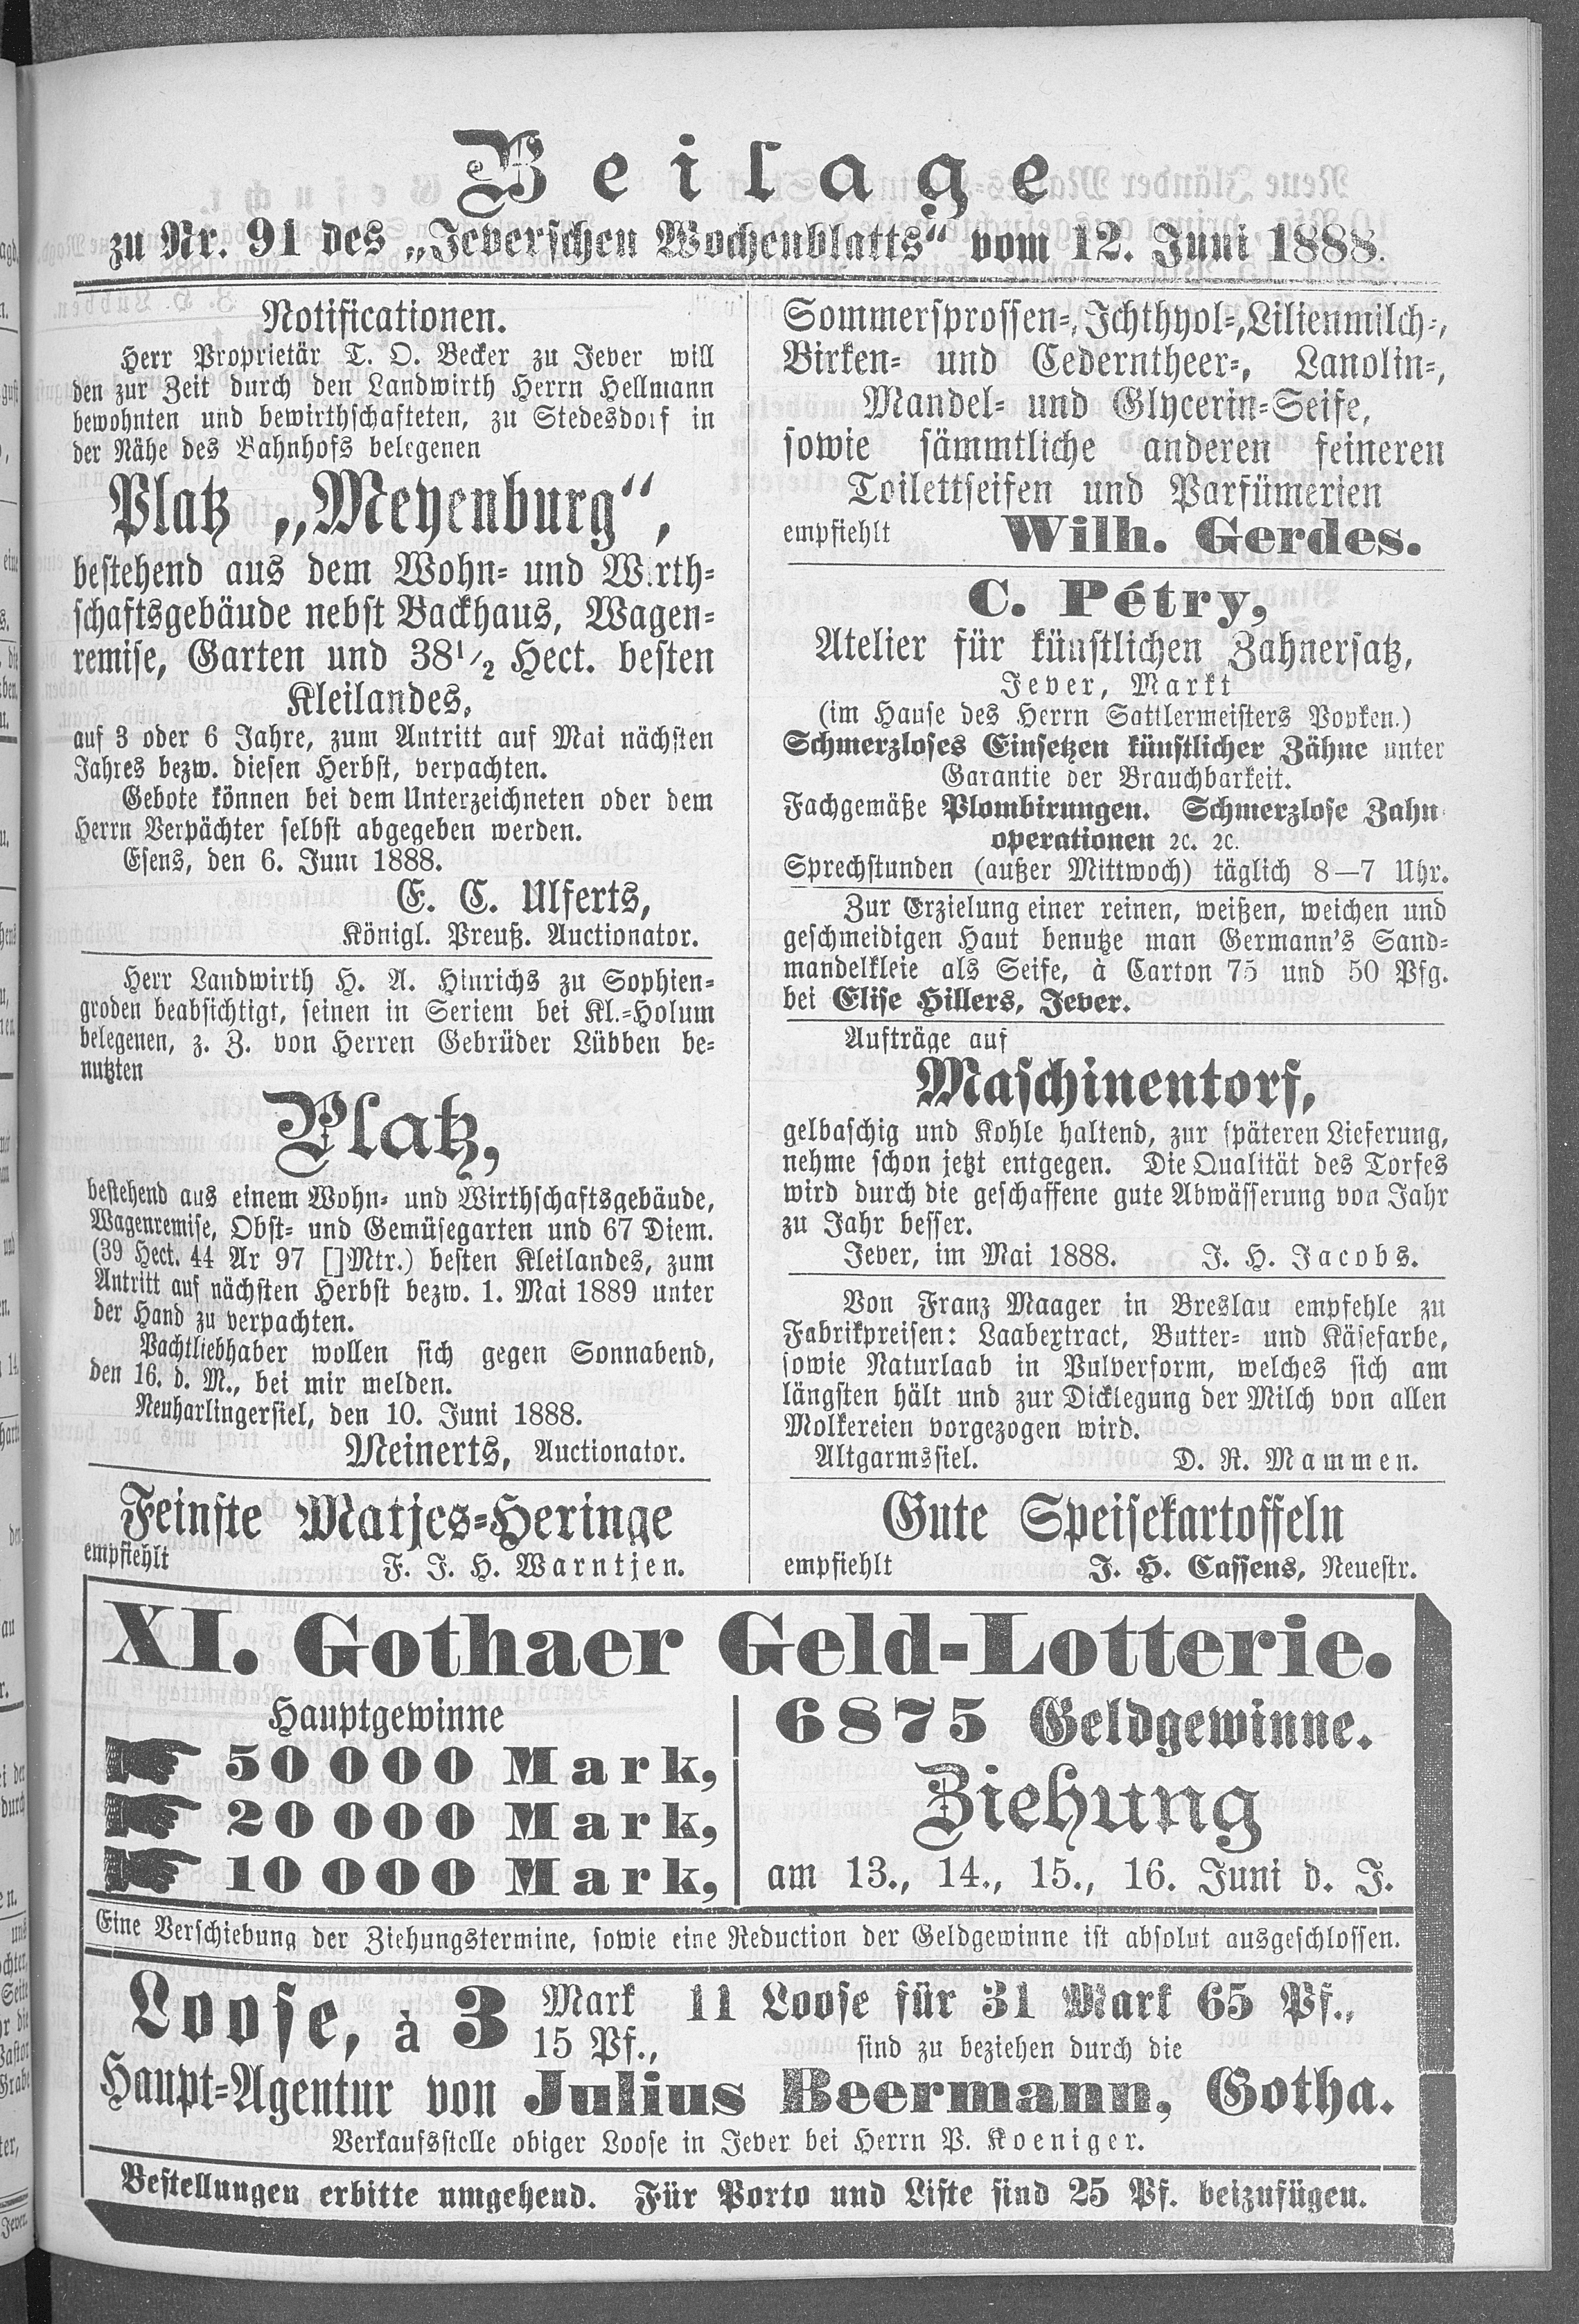 Beilage
zu Nr. 91 des „Jeverschen Wochenblatts“ vom 12. Juni 1888.
Notificationen.
Herr Proprietär T. O. Becker zu Jever will
den zur Zeit durch den Landwirth Herrn Hellmann
bewohnten und bewirthschafteten, zu Stedesdorf in
der Nähe des Bahnhofs belegenen
Platz „Meyenburg“,
bestehend aus dem Wohn- und Wirth-
schaftsgebäude nebst Backhaus, Wagen-
remise, Garten und 38 1/2 Hect. besten
Kleilandes,
auf 3 oder 6 Jahre, zum Antritt auf Mai nächsten
Jahres bezw. diesen Herbst, verpachten.
Gebote können bei dem Unterzeichneten oder dem
Herrn Verpächter selbst abgegeben werden.
Esens, den 6. Juni 1888.
E. C. Ulferts,
Königl. Preuß. Auctionator.
Herr Landwirth H. A. Hinrichs zu Sophien-
groden beabsichtigt, seinen in Seriem bei Kl.-Holum
belegenen, z. Z. von Herren Gebrüder Lübben be-
nutzten
Platz,
bestehend aus einem Wohn- und Wirthschaftsgebäude,
Wagenremise, Obst- und Gemüsegarten und 67 Diem.
(39 Hect. 44 Ar 97 []Mtr.) besten Kleilandes, zum
Antritt auf nächsten Herbst bezw. 1. Mai 1889 unter
der Hand zu verpachten.
Pachtliebhaber wollen sich gegen Sonnabend,
den 16. d. M., bei mir melden.
Neuharlingersiel, den 10. Juni 1888.
Meinerts, Auctionator.
Feinste Matjes-Heringe
empfiehlt F. J. H. Warntjen.
Sommersprossen-, Ichthyol-, Lilienmilch-,
Birken- und Cederntheer-, Lanolin-,
Mandel- und Glycerin-Seife,
sowie sämmtliche anderen feineren
Toilettseifen und Parfümerien
empfiehlt Wilh. Gerdes.
C. Pétry,
Atelier für künstlichen Zahnersatz,
Jever, Markt
(im Hause des Herrn Sattlermeisters Popken.)
Schmerzloses Einsetzen künstlicher Zähne unter
Garantie der Brauchbarkeit.
Fachgemäße Plombirungen. Schmerzlose Zahn-
operationen ꝛc. ꝛc.
Sprechstunden (außer Mittwoch) täglich 8—7 Uhr.
Zur Erzielung einer reinen, weißen, weichen und
geschmeidigen Haut benutze man Germann's Sand-
mandelkleie als Seife, à Carton 75 und 50 Pfg.
bei Elise Hillers, Jever.
Aufträge auf
Maschinentorf,
gelbaschig und Kohle haltend, zur späteren Lieferung,
nehme schon jetzt entgegen. Die Qualität des Torfes
wird durch die geschaffene gute Abwässerung von Jahr
zu Jahr besser.
Jever, im Mai 1888. J. H. Jacobs.
Von Franz Maager in Breslau empfehle zu
Fabrikpreisen: Laabextract, Butter- und Käsefarbe,
sowie Naturlaab in Pulverform, welches sich am
längsten hält und zur Dicklegung der Milch von allen
Molkereien vorgezogen wird.
Altgarmssiel. D. R. Mammen.
Gute Speisekartoffeln
empfiehlt J. H. Cassens, Neuestr.
XI. Gothaer Geld-Lotterie.
Hauptgewinne
50 000 Mark,
20 000 Mark,
10 000 Mark,
6875 Geldgewinne.
Ziehung
am 13., 14., 15., 16. Juni d. J.
Eine Verschiebung der Ziehungstermine, sowie eine Reduction der Geldgewinne ist absolut ausgeschlossen.
Loose, à 3 Mark 15 Pf., 11 Loose für 31 Mark 65 Pf.,
sind zu beziehen durch die
Haupt-Agentur von Julius Beermann, Gotha.
Verkaufsstelle obiger Loose in Jever bei Herrn P. Koeniger.
Bestellungen erbitte umgehend. Für Porto und Liste sind 25 Pf. beizufügen.